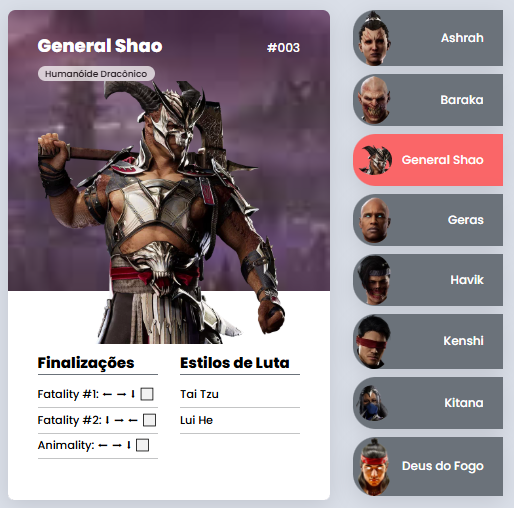 General Shao
#003
Humanóide Dracônico
Finalizações
Fatality #1: ← → ⬇ □
Fatality #2: ⬇ → ← □
Animality: ← → ⬇ □
Estilos de Luta
Tai Tzu
Lui He
Ashrah
Baraka
General Shao
Geras
Havik
Kenshi
Kitana
Deus do Fogo